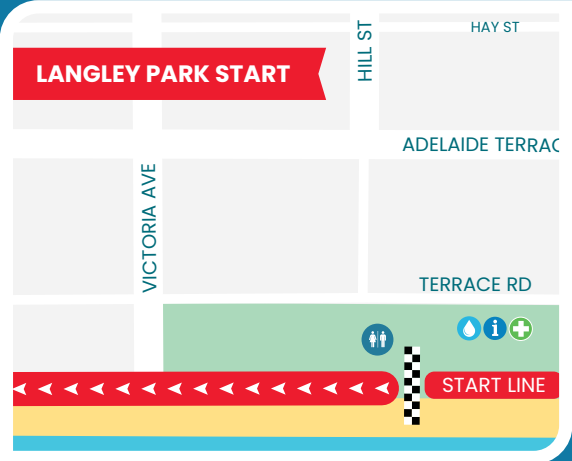 HAY ST
HILL ST
LANGLEY PARK START
ADELAIDE TERRAC
VICTORIA AVE
TERRACE RD
START LINE